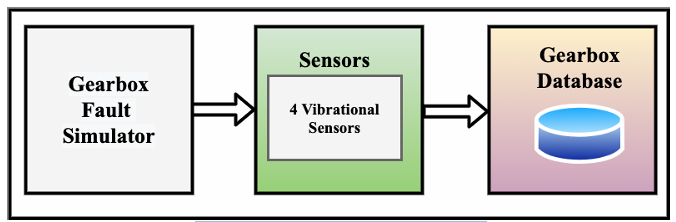 Gearbox
Fault
Simulator
Sensors
4 Vibrational
Sensors
Gearbox
Database